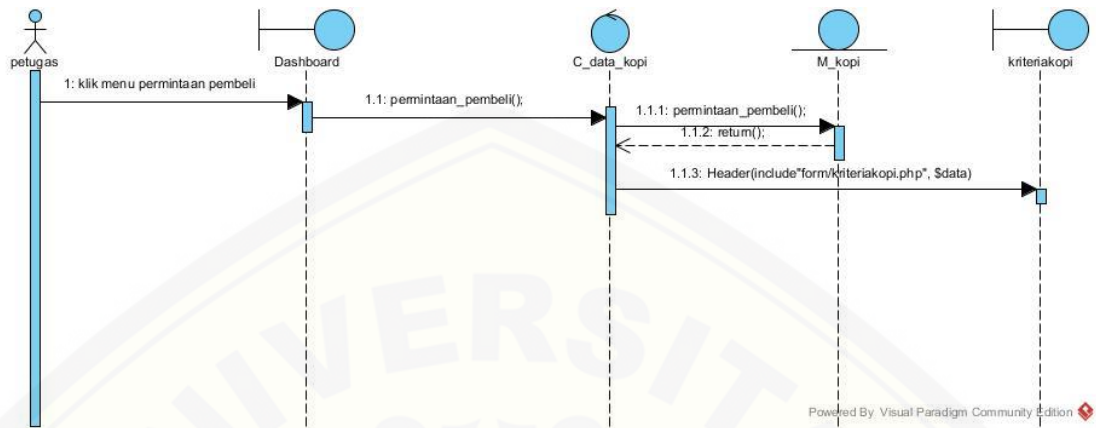 petugas
Dashboard
C_data_kopi
M_kopi
kriteriakopi
1: klik menu permintaan pembeli
1.1: permintaan_pembeli();
1.1.1: permintaan_pembeli();
1.1.2: return();
1.1.3: Header(include"form/kriteriakopi.php", $data)
UNIVERSIT
Powered By Visual Paradigm Community Edition